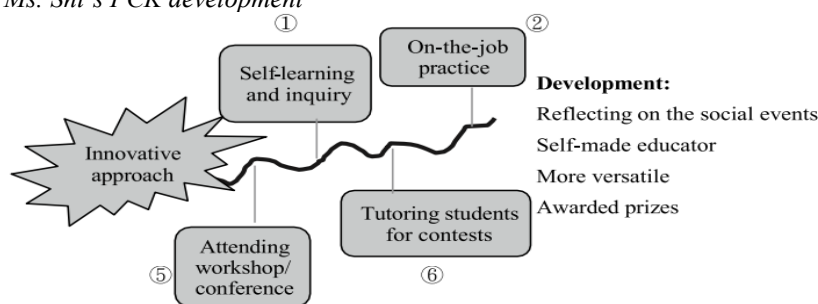 Ms. Shi's PCK development
①
②
Self-learning
and inquiry
On-the-job
practice
Innovative
approach
Development:
Reflecting on the social events
Self-made educator
More versatile
Awarded prizes
Tutoring students
for contests
Attending
workshop/
conference
⑤
⑥